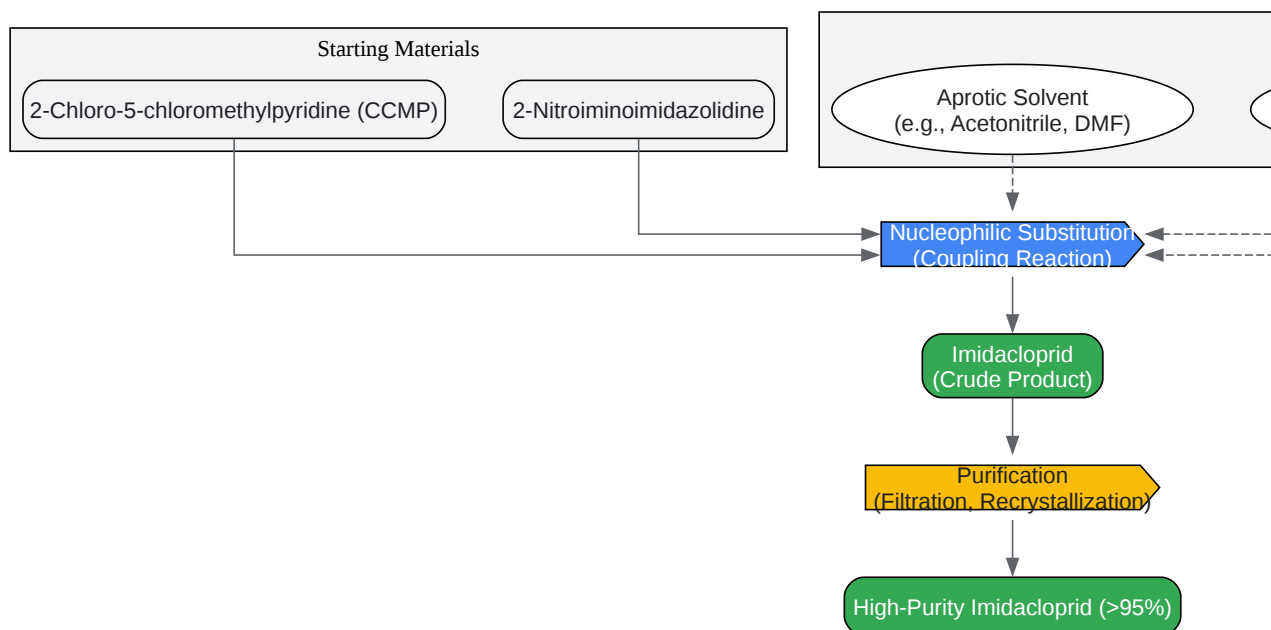 Starting Materials
2-Chloro-5-chloromethylpyridine (CCMP)
2-Nitroiminoimidazolidine
Aprotic Solvent
(e.g., Acetonitrile, DMF)
Nucleophilic Substitution
(Coupling Reaction)
Imidacloprid
(Crude Product)
Purification
(Filtration, Recrystallization)
High-Purity Imidacloprid (>95%)